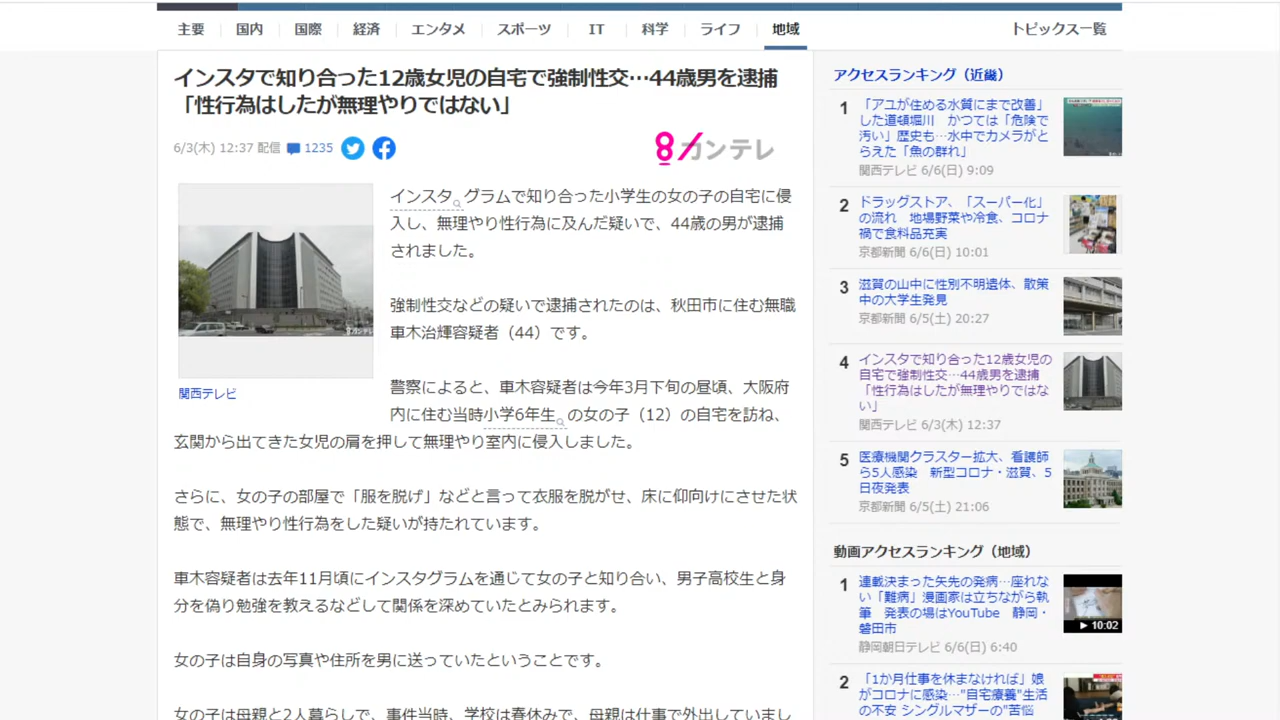 主要 国内 国際 経済 エンタメ スポーツ IT 科学 ライフ 地域 トピックス一覧
インスタで知り合った12歳女児の自宅で強制性交…44歳男を逮捕
「性行為はしたが無理やりではない」
6/3(木) 12:37 配信 1235
8カンテレ
インスタグラムで知り合った小学生の女の子の自宅に侵
入し、無理やり性行為に及んだ疑いで、44歳の男が逮捕
されました。
強制性交などの疑いで逮捕されたのは、秋田市に住む無職
車木治輝容疑者（44）です。
カンテレ
関西テレビ
警察によると、車木容疑者は今年3月下旬の昼頃、大阪府
内に住む当時小学6年生の女の子（12）の自宅を訪ね、
玄関から出てきた女児の肩を押して無理やり室内に侵入しました。
さらに、女の子の部屋で「服を脱げ」などと言って衣服を脱がせ、床に仰向けにさせた状
態で、無理やり性行為をした疑いが持たれています。
車木容疑者は去年11月頃にインスタグラムを通じて女の子と知り合い、男子高校生と身
分を偽り勉強を教えるなどして関係を深めていたとみられます。
女の子は自身の写真や住所を男に送っていたということです。
女の子は母親と2人暮らしで、事件当時、学校は春休みで、母親は仕事で外出していまし
アクセスランキング（近畿）
1 「アユが住める水質にまで改善」
した道頓堀川　かつては「危険で
汚い」歴史も…水中でカメラがと
らえた「魚の群れ」
関西テレビ 6/6(日) 9:09
2 ドラッグストア、「スーパー化」
の流れ　地場野菜や冷食、コロナ
禍で食料品充実
京都新聞 6/6(日) 10:01
3 滋賀の山中に性別不明遺体、散策
中の大学生発見
京都新聞 6/5(土) 20:27
4 インスタで知り合った12歳女児の
自宅で強制性交…44歳男を逮捕
「性行為はしたが無理やりではな
い」
関西テレビ 6/3(木) 12:37
5 医療機関クラスター拡大、看護師
ら5人感染　新型コロナ・滋賀、5
日夜発表
京都新聞 6/5(土) 21:06
動画アクセスランキング（地域）
1 連載決まった矢先の発病…座れな
い「難病」漫画家は立ちながら執
筆　発表の場はYouTube　静岡・
磐田市
10:02
静岡朝日テレビ 6/6(日) 6:40
2 「1か月仕事を休まなければ」娘
がコロナに感染…"自宅療養"生活
の不安 シングルマザーの"苦悩